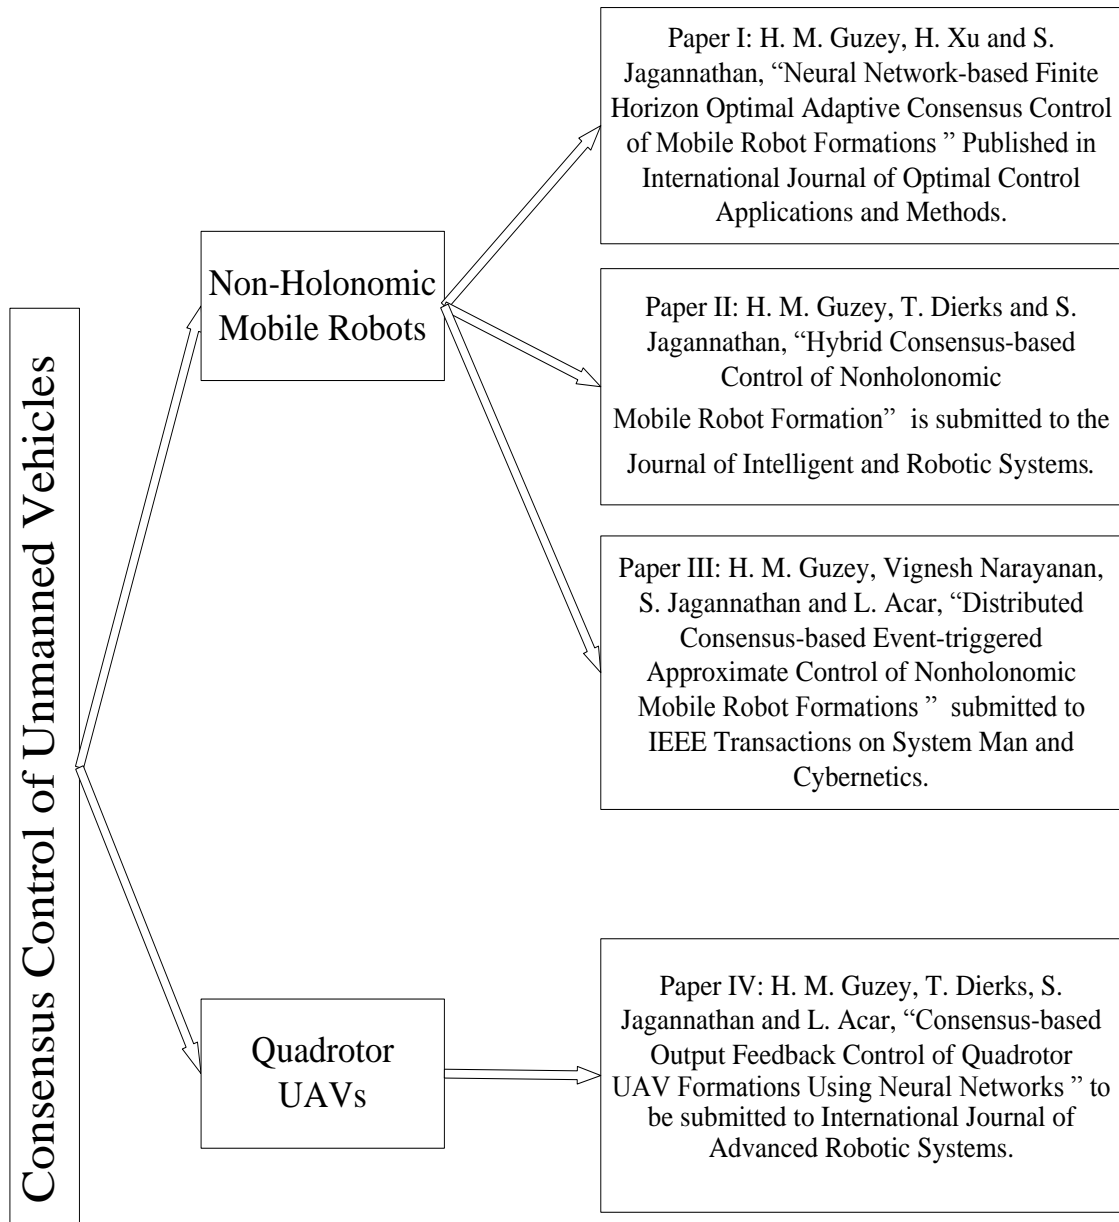 Consensus Control of Unmanned Vehicles
Non-Holonomic
Mobile Robots
Paper I: H. M. Guzey, H. Xu and S.
Jagannathan, “Neural Network-based Finite
Horizon Optimal Adaptive Consensus Control
of Mobile Robot Formations ” Published in
International Journal of Optimal Control
Applications and Methods.
Paper II: H. M. Guzey, T. Dierks and S.
Jagannathan, “Hybrid Consensus-based
Control of Nonholonomic
Mobile Robot Formation” is submitted to the
Journal of Intelligent and Robotic Systems.
Paper III: H. M. Guzey, Vignesh Narayanan,
S. Jagannathan and L. Acar, “Distributed
Consensus-based Event-triggered
Approximate Control of Nonholonomic
Mobile Robot Formations ” submitted to
IEEE Transactions on System Man and
Cybernetics.
Quadrotor
UAVs
Paper IV: H. M. Guzey, T. Dierks, S.
Jagannathan and L. Acar, “Consensus-based
Output Feedback Control of Quadrotor
UAV Formations Using Neural Networks ” to
be submitted to International Journal of
Advanced Robotic Systems.